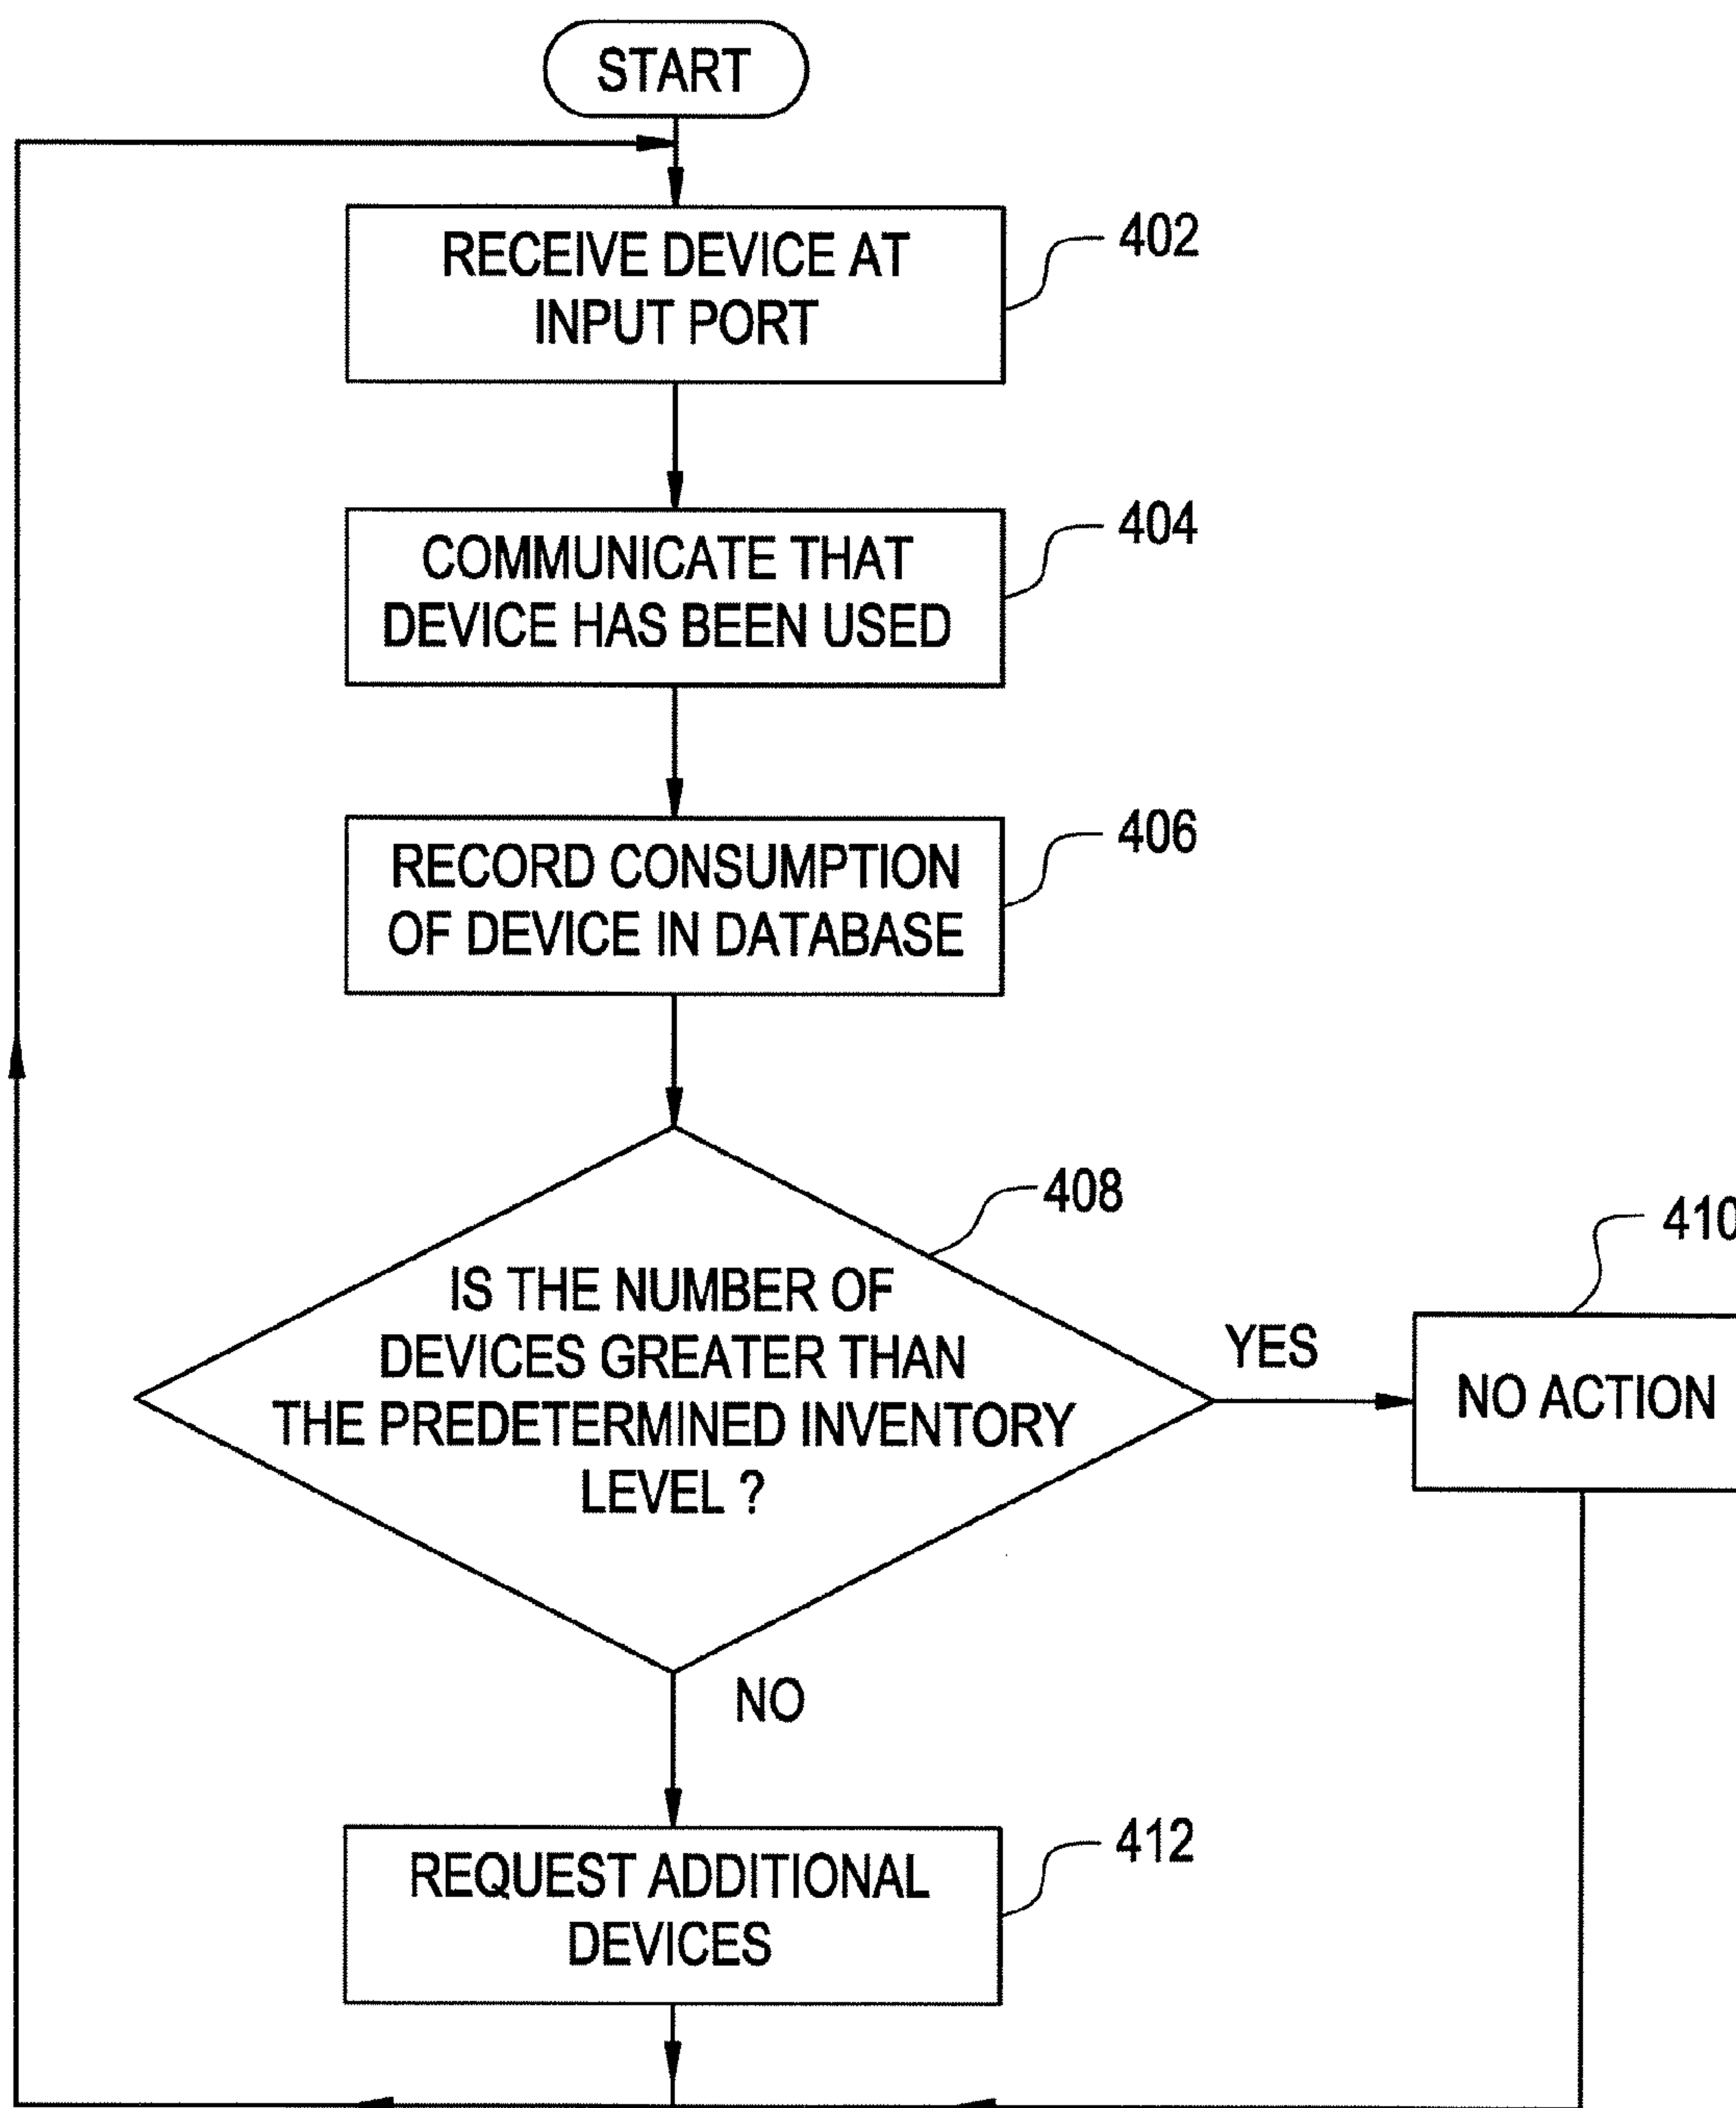 START
RECEIVE DEVICE AT
INPUT PORT
402
COMMUNICATE THAT
DEVICE HAS BEEN USED
404
RECORD CONSUMPTION
OF DEVICE IN DATABASE
406
IS THE NUMBER OF
DEVICES GREATER THAN
THE PREDETERMINED INVENTORY
LEVEL ?
408
YES
NO ACTION
410
NO
REQUEST ADDITIONAL
DEVICES
412